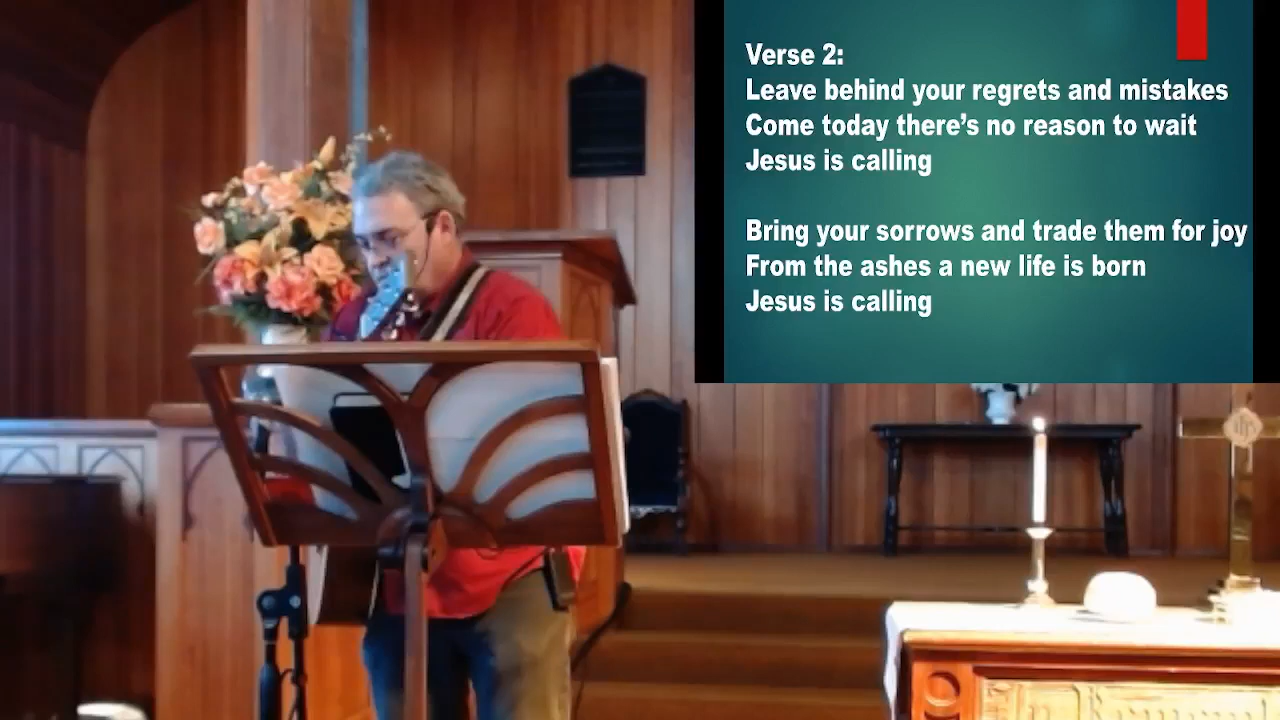 Verse 2:
Leave behind your regrets and mistakes
Come today there’s no reason to wait
Jesus is calling
Bring your sorrows and trade them for joy
From the ashes a new life is born
Jesus is calling